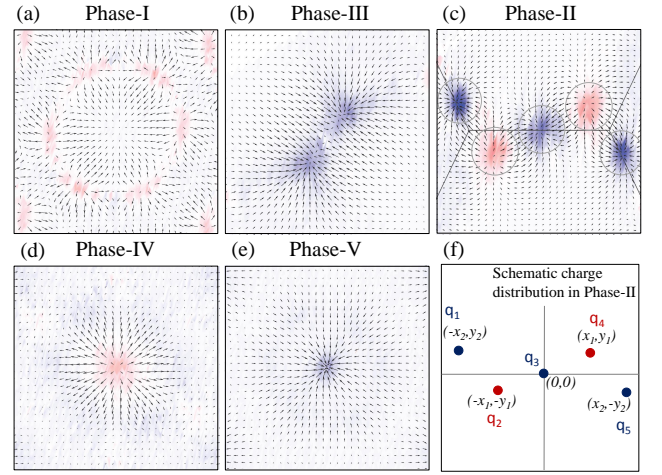 (a) Phase-I (b) Phase-III (c) Phase-II
(d) Phase-IV (e) Phase-V (f)
Schematic charge
distribution in Phase-II
q1
(-x2,y2)
q4
(x1,y1)
q3
(0,0)
(-x1,-y1)
q2
(x2,-y2)
q5